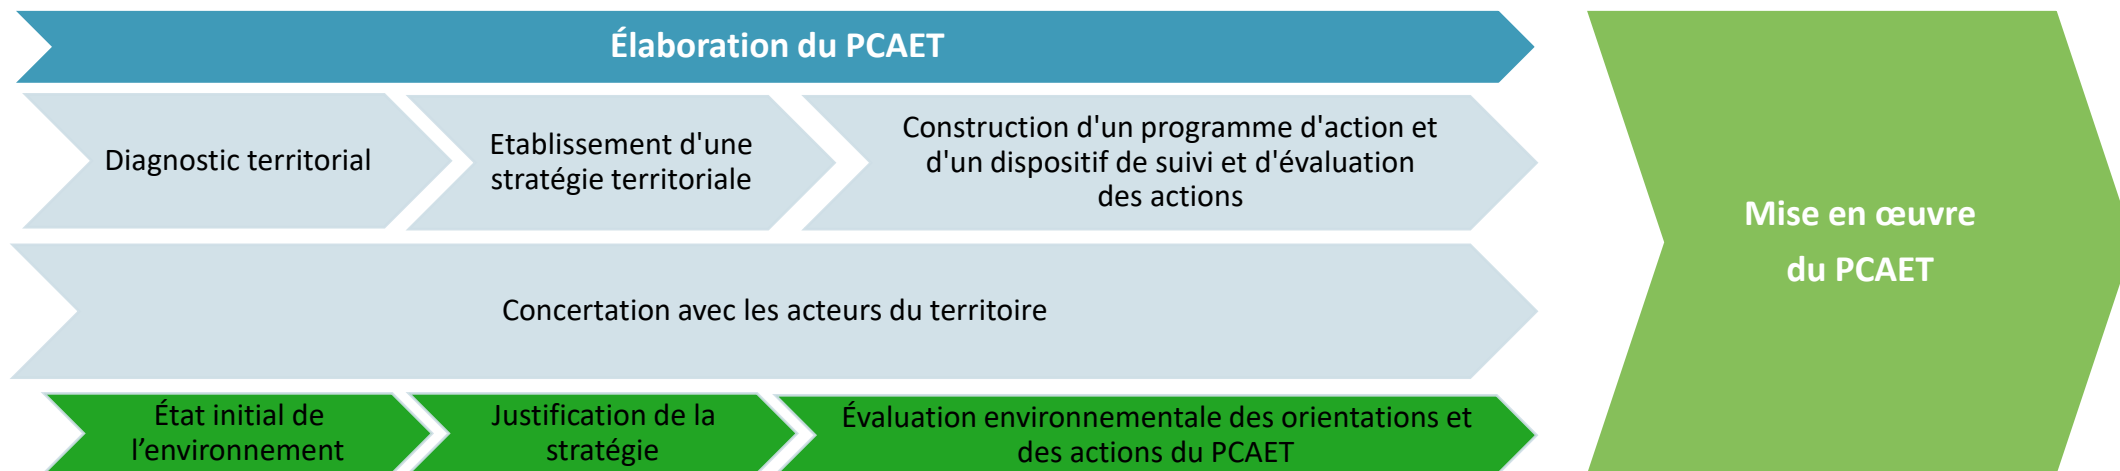 Élaboration du PCAET
Diagnostic territorial
Etablissement d'une
stratégie territoriale
Construction d'un programme d'action et
d'un dispositif de suivi et d'évaluation
des actions
Concertation avec les acteurs du territoire
État initial de
l’environnement
Justification de la
stratégie
Évaluation environnementale des orientations et
des actions du PCAET
Mise en œuvre
du PCAET